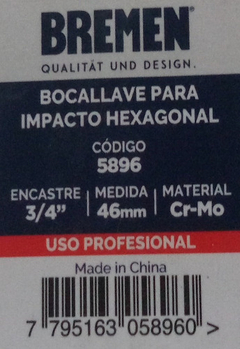 BREMEN®
QUALITÄT UND DESIGN.
BOCALLAVE PARA
IMPACTO HEXAGONAL
CÓDIGO
5896
ENCASTRE | MEDIDA | MATERIAL
3/4” | 46mm | Cr-Mo
USO PROFESIONAL
Made in China
7 795163 058960 >